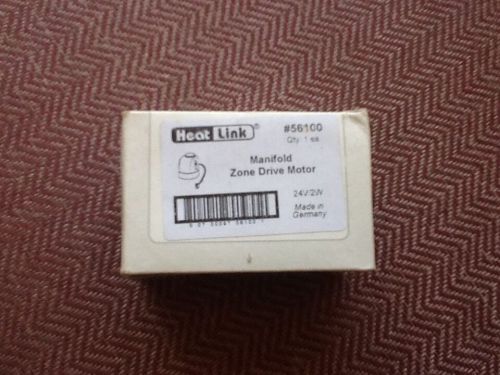 Heat Link®
#56100
Qty. 1 ea.
Manifold
Zone Drive Motor
24V/2W
Made in
Germany